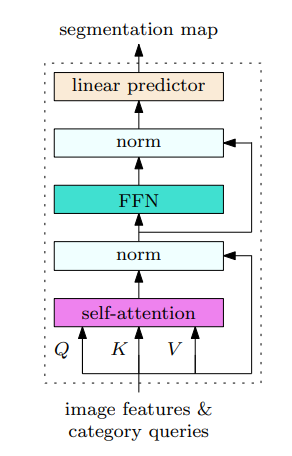 segmentation map
linear predictor
norm
FFN
norm
self-attention
Q K V
image features &
category queries